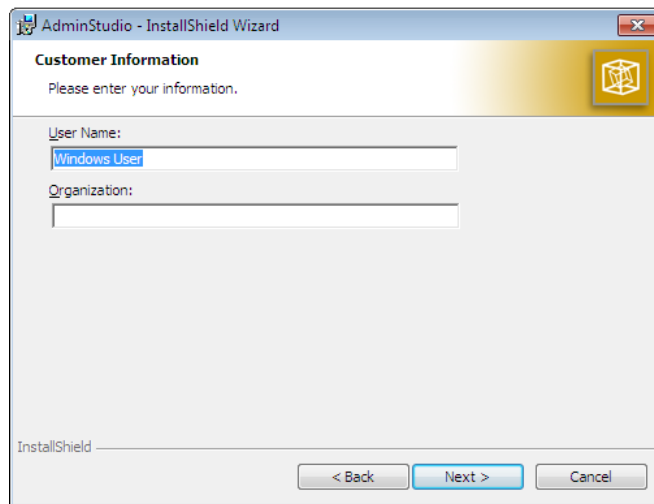 AdminStudio - InstallShield Wizard
Customer Information
Please enter your information.
User Name:
Windows User
Organization:
InstallShield
< Back Next > Cancel